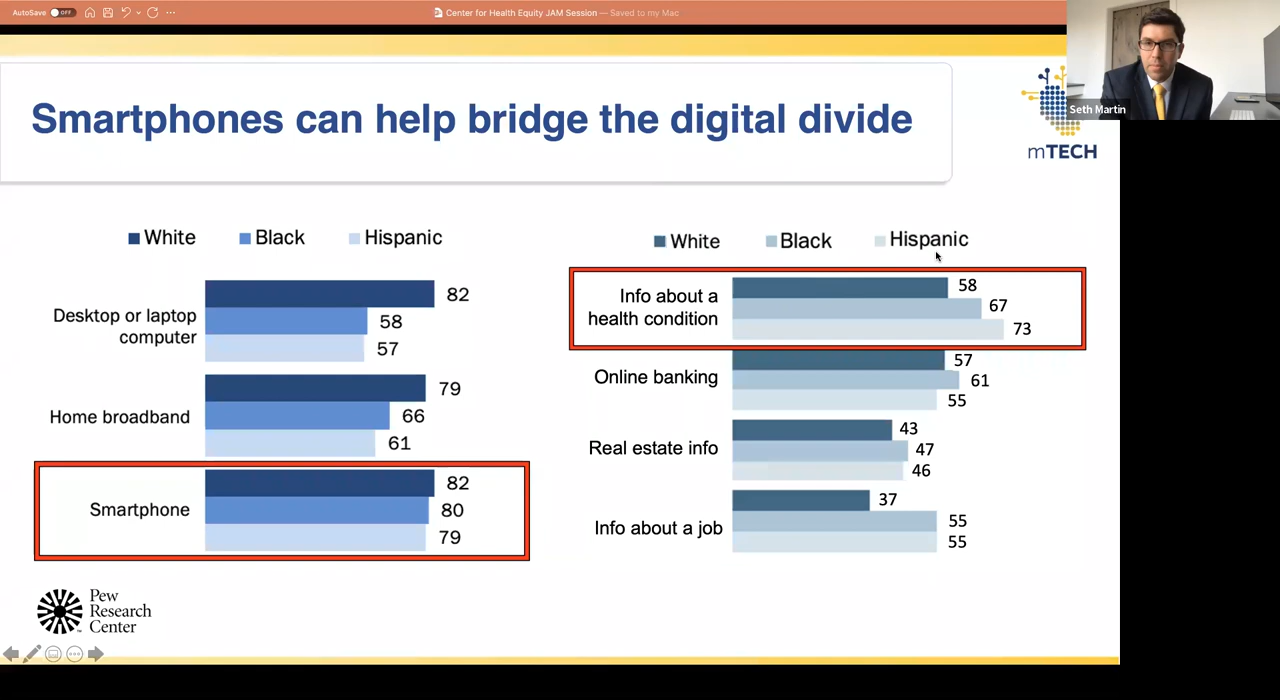 AutoSave OFF
Center for Health Equity JAM Session — Saved to my Mac
Seth Martin
Smartphones can help bridge the digital divide
mTECH
White Black Hispanic
Desktop or laptop
computer
82
58
57
Home broadband
79
66
61
Smartphone
82
80
79
White Black Hispanic
Info about a
health condition
58
67
73
Online banking
57
61
55
Real estate info
43
47
46
Info about a job
37
55
55
Pew
Research
Center